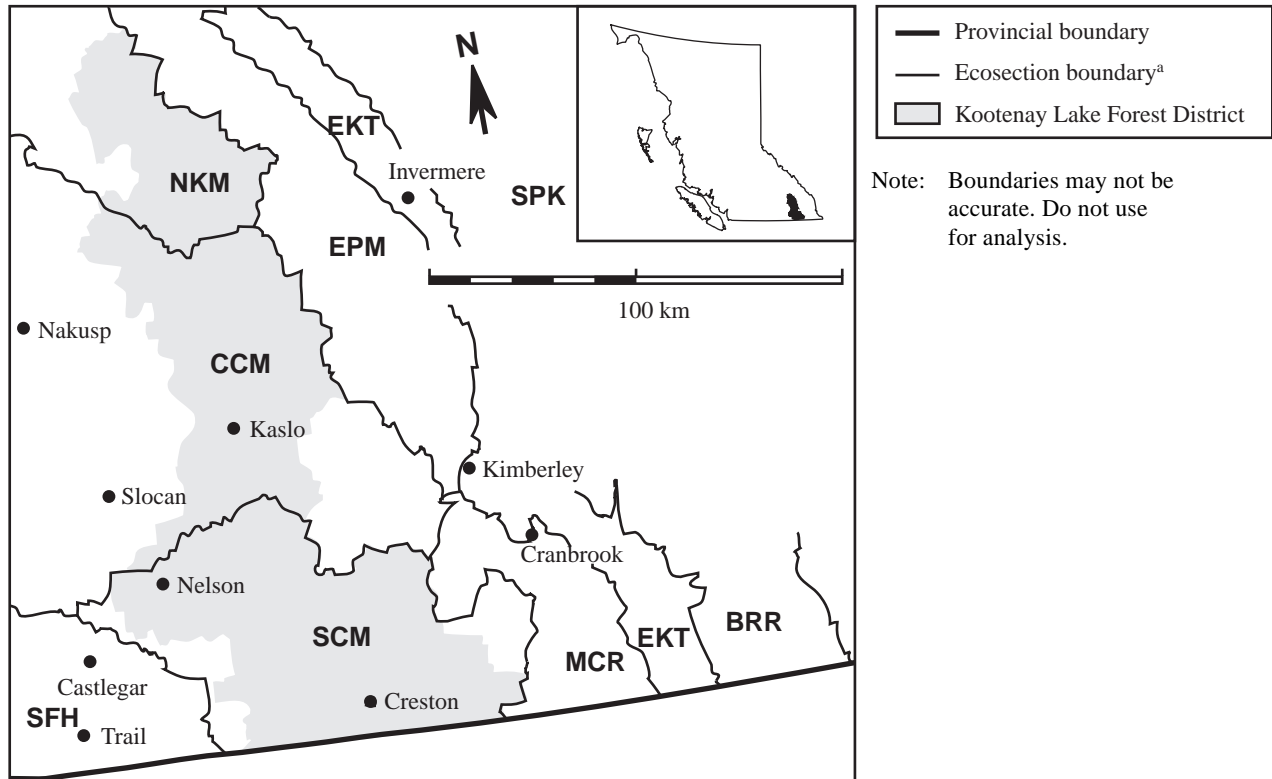 N
EKT
Invermere
NKM
SPK
EPM
100 km
Nakusp
CCM
Kaslo
Kimberley
Slocan
Cranbrook
Nelson
SCM
EKT
BRR
MCR
Castlegar
Creston
SFH
Trail
Provincial boundary
Ecosection boundaryᵃ
Kootenay Lake Forest District
Note: Boundaries may not be
accurate. Do not use
for analysis.